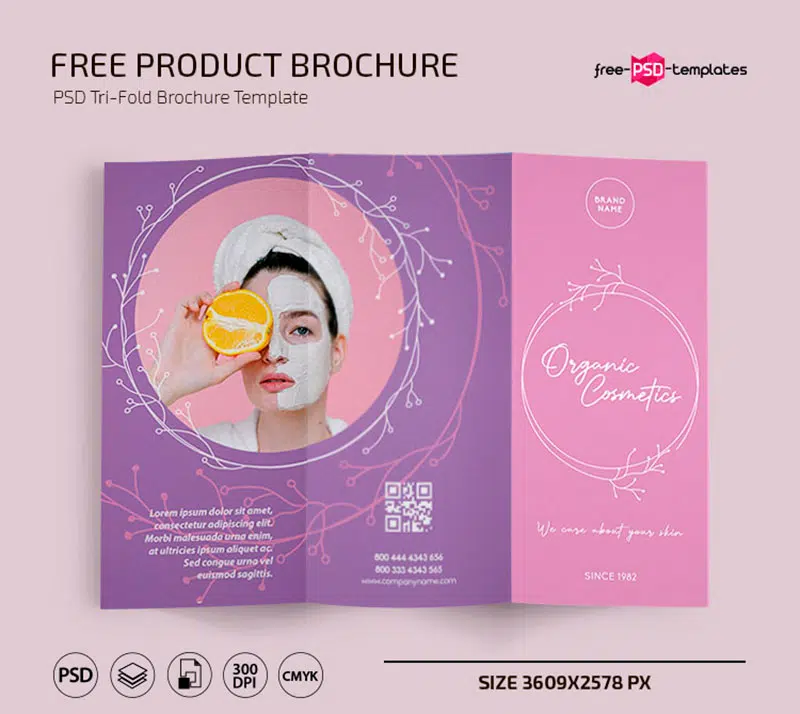 FREE PRODUCT BROCHURE
PSD Tri-Fold Brochure Template
free-PSD-templates
BRAND
NAME
Organic
Cosmetics
We care about your skin
SINCE 1982
Lorem ipsum dolor sit amet,
consectetur adipiscing elit.
Morbi malesuada urna enim,
at ultricies ipsum aliquet ac.
Sed congue urna vel
euismod sagittis.
800 444 4343 656
800 333 4343 565
www.companyname.com
PSD
300
DPI
CMYK
SIZE 3609X2578 PX